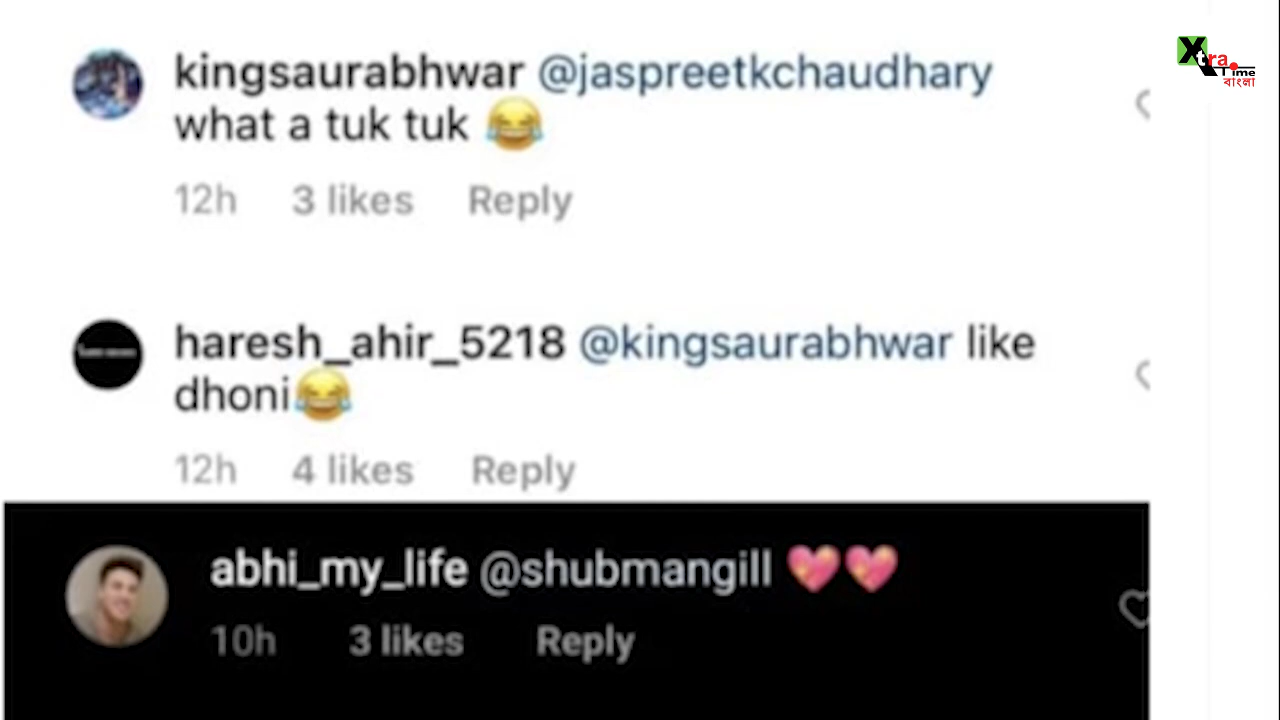 kingsaurabhwar @jaspreetkchaudhary
what a tuk tuk 😂
12h 3 likes Reply
haresh_ahir_5218 @kingsaurabhwar like
dhoni😂
12h 4 likes Reply
abhi_my_life @shubmangill 💖💖
10h 3 likes Reply
Xtra
Time
বাংলা